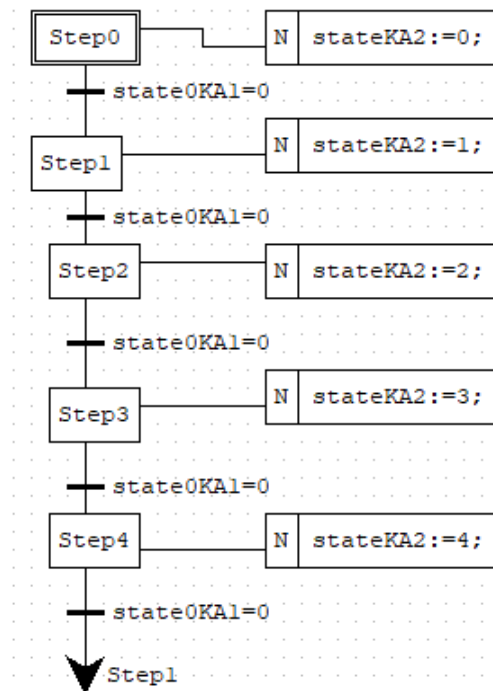 Step0 N stateKA2:=0;
state0KA1=0
Step1 N stateKA2:=1;
state0KA1=0
Step2 N stateKA2:=2;
state0KA1=0
Step3 N stateKA2:=3;
state0KA1=0
Step4 N stateKA2:=4;
state0KA1=0
Step1